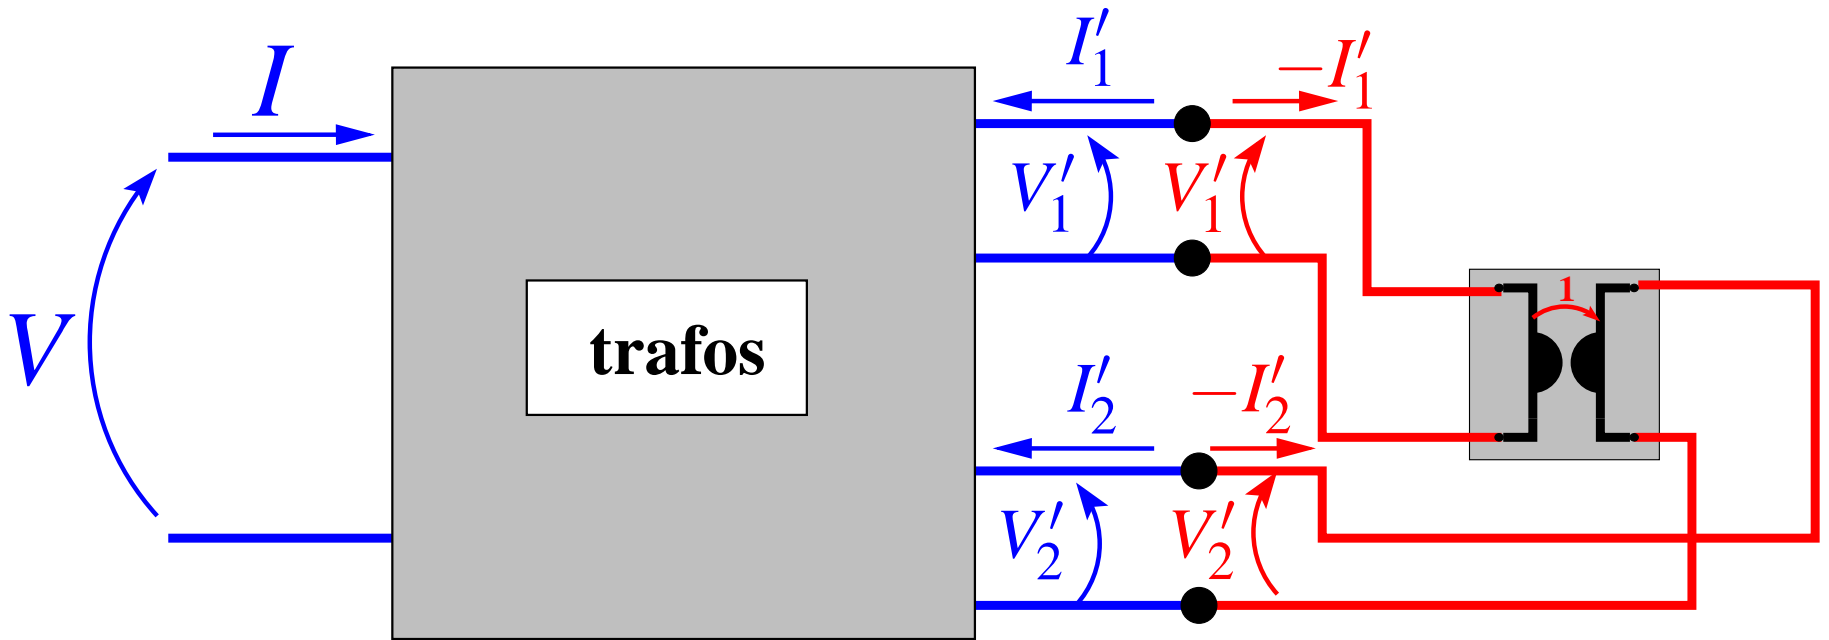 I
V
trafos
I′₁
−I′₁
V′₁
V′₁
1
I′₂
−I′₂
V′₂
V′₂